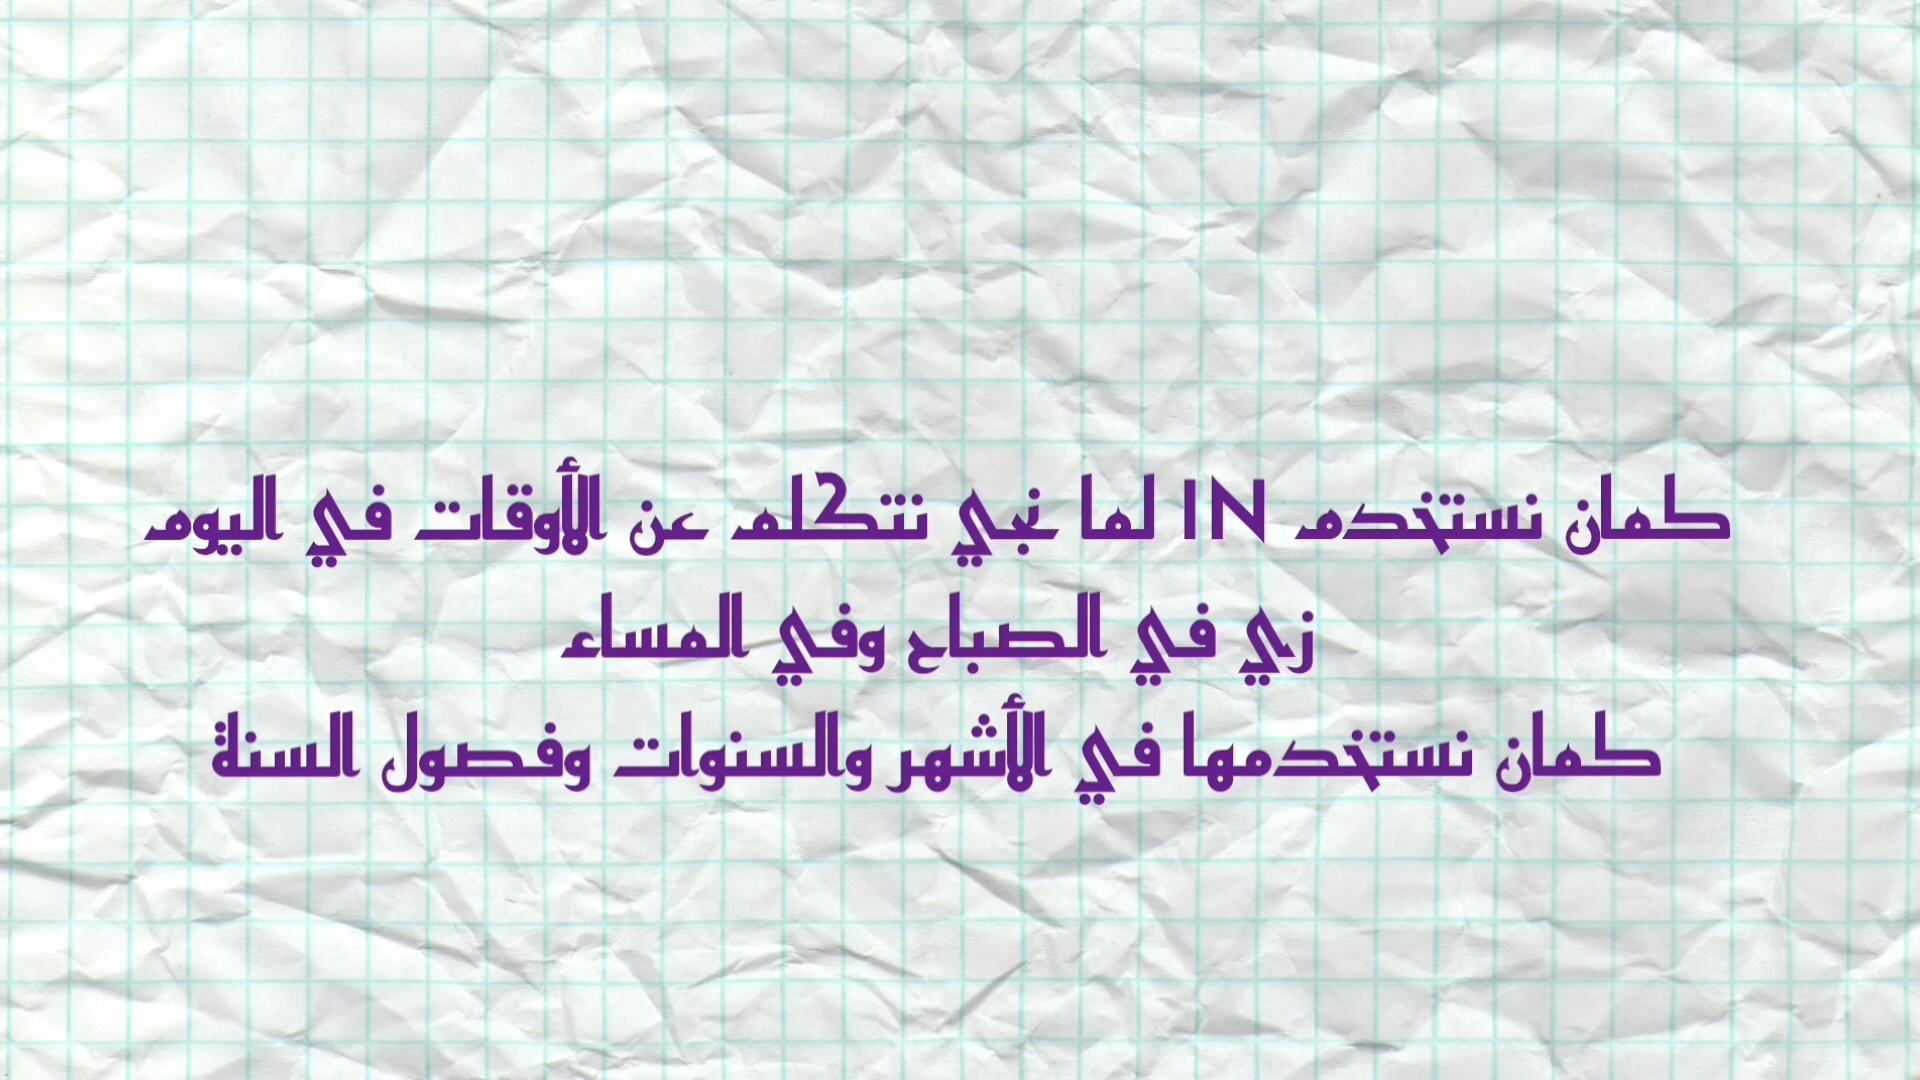 كمان نستخدم IN لما نجي نتكلم عن الأوقات في اليوم
زي في الصباح وفي المساء
كمان نستخدمها في الأشهر والسنوات وفصول السنة